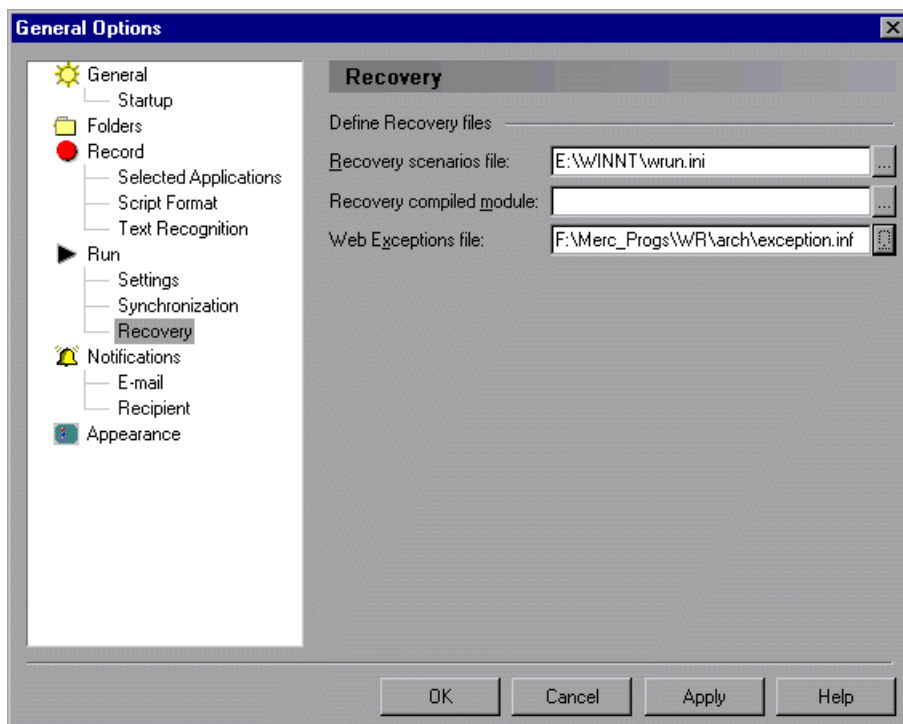 General Options
General
Startup
Folders
Record
Selected Applications
Script Format
Text Recognition
Run
Settings
Synchronization
Recovery
Notifications
E-mail
Recipient
Appearance
Recovery
Define Recovery files
Recovery scenarios file: E:\WINNT\wrun.ini ...
Recovery compiled module: ...
Web Exceptions file: F:\Merc_Progs\WR\arch\exception.inf ...
OK Cancel Apply Help